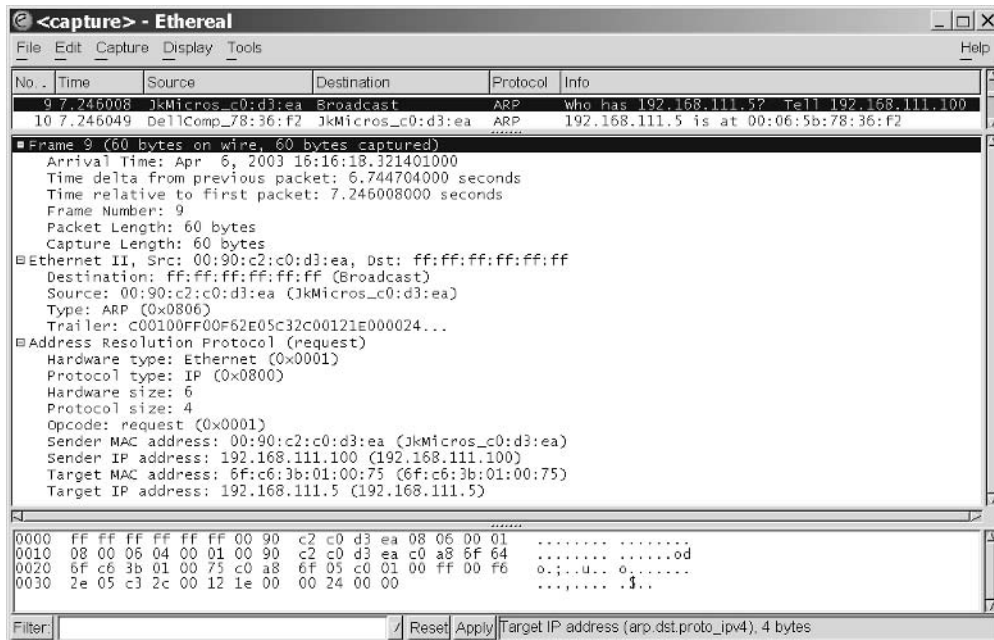 <capture> - Ethereal
File Edit Capture Display Tools Help
No. . Time Source Destination Protocol Info
9 7.246008 JkMicros_c0:d3:ea Broadcast ARP who has 192.168.111.5? Tell 192.168.111.100
10 7.246049 DellComp_78:36:f2 JkMicros_c0:d3:ea ARP 192.168.111.5 is at 00:06:5b:78:36:f2
Frame 9 (60 bytes on wire, 60 bytes captured)
Arrival Time: Apr 6, 2003 16:16:18.321401000
Time delta from previous packet: 6.744704000 seconds
Time relative to first packet: 7.246008000 seconds
Frame Number: 9
Packet Length: 60 bytes
Capture Length: 60 bytes
Ethernet II, Src: 00:90:c2:c0:d3:ea, Dst: ff:ff:ff:ff:ff:ff
Destination: ff:ff:ff:ff:ff:ff (Broadcast)
Source: 00:90:c2:c0:d3:ea (JkMicros_c0:d3:ea)
Type: ARP (0x0806)
Trailer: C00100FF00F62E05C32C00121E000024...
Address Resolution Protocol (request)
Hardware type: Ethernet (0x0001)
Protocol type: IP (0x0800)
Hardware size: 6
Protocol size: 4
Opcode: request (0x0001)
Sender MAC address: 00:90:c2:c0:d3:ea (JkMicros_c0:d3:ea)
Sender IP address: 192.168.111.100 (192.168.111.100)
Target MAC address: 6f:c6:3b:01:00:75 (6f:c6:3b:01:00:75)
Target IP address: 192.168.111.5 (192.168.111.5)
0000 ff ff ff ff ff ff 00 90 c2 c0 d3 ea 08 06 00 01 ........ ........
0010 08 00 06 04 00 01 00 90 c2 c0 d3 ea c0 a8 6f 64 ........ ......od
0020 6f c6 3b 01 00 75 c0 a8 6f 05 c0 01 00 ff 00 f6 o.;..u.. o.......
0030 2e 05 c3 2c 00 12 1e 00 00 24 00 00 ...,.... .$..
Filter: / Reset Apply Target IP address (arp.dst.proto_ipv4), 4 bytes